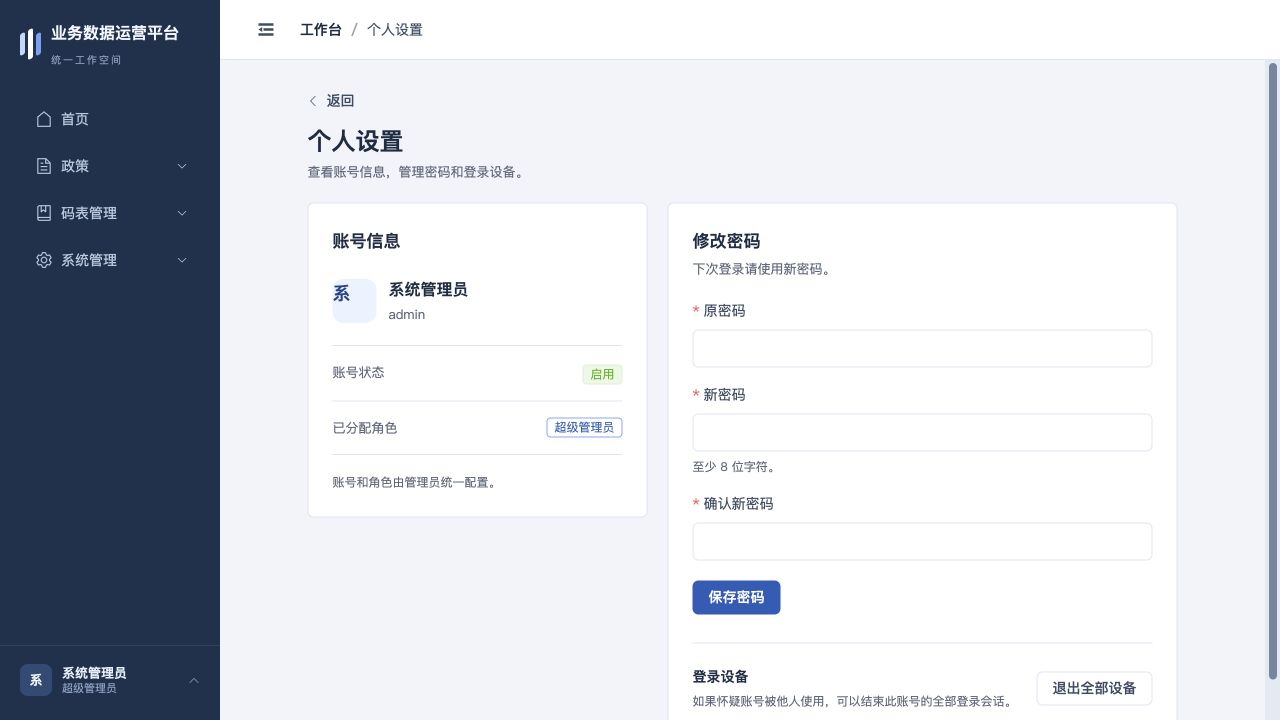 业务数据运营平台
统一工作空间
首页
政策
码表管理
系统管理
系
系统管理员
超级管理员
工作台 / 个人设置
返回
个人设置
查看账号信息，管理密码和登录设备。
账号信息
系
系统管理员
admin
账号状态
启用
已分配角色
超级管理员
账号和角色由管理员统一配置。
修改密码
下次登录请使用新密码。
* 原密码
* 新密码
至少 8 位字符。
* 确认新密码
保存密码
登录设备
如果怀疑账号被他人使用，可以结束此账号的全部登录会话。
退出全部设备